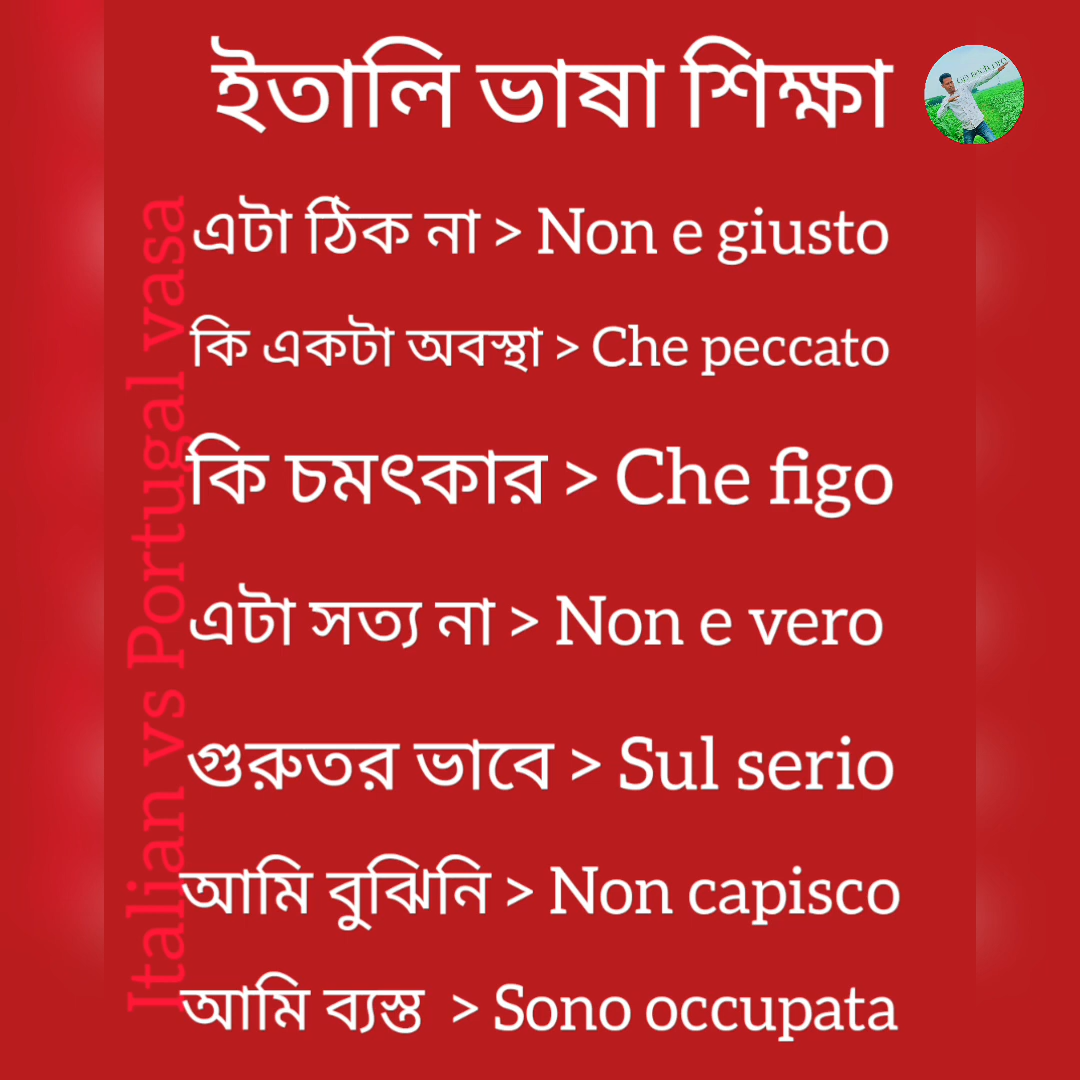 ইতালি ভাষা শিক্ষা
এটা ঠিক না > Non e giusto
কি একটা অবস্থা > Che peccato
কি চমৎকার > Che figo
এটা সত্য না > Non e vero
গুরুতর ভাবে > Sul serio
আমি বুঝিনি > Non capisco
আমি ব্যস্ত > Sono occupata
Italian vs Portugal vasa